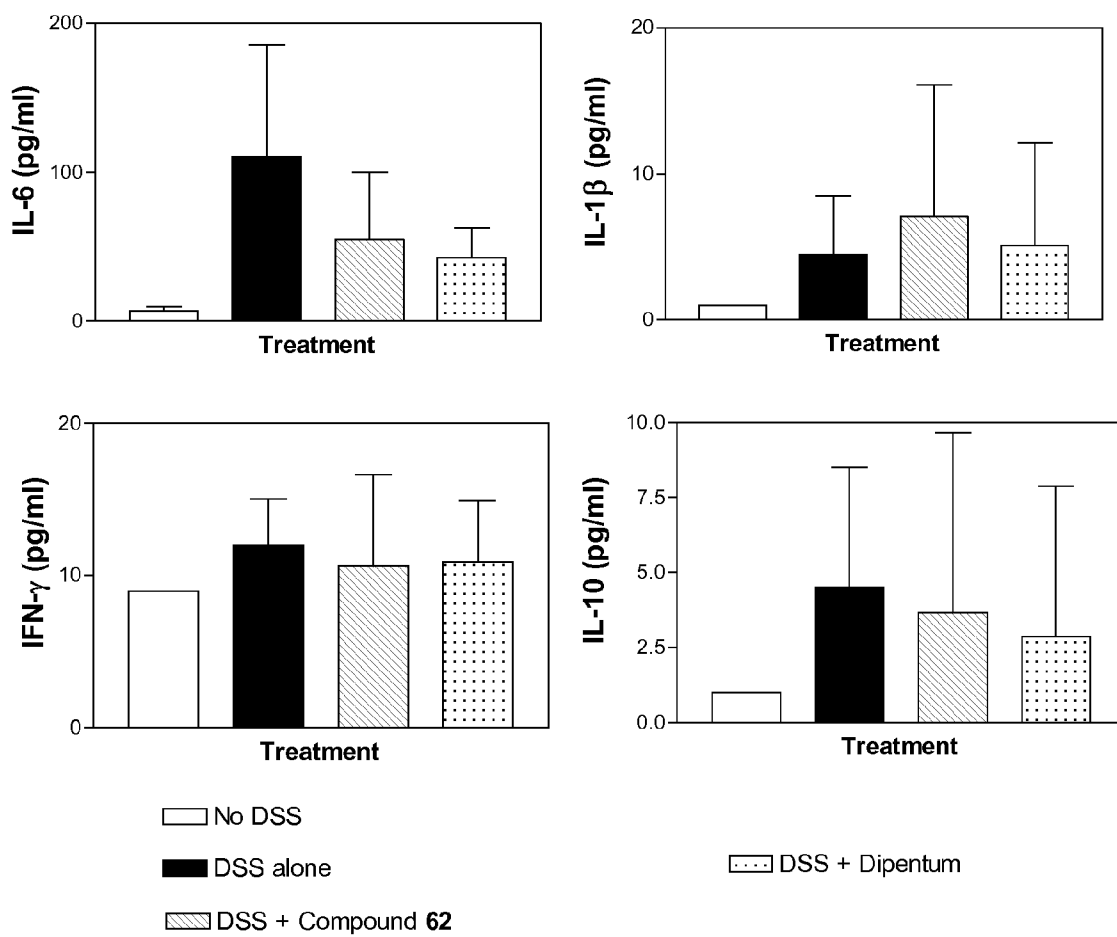 200
100
0
IL-6 (pg/ml)
Treatment
20
10
0
IL-1β (pg/ml)
Treatment
20
10
0
IFN-γ (pg/ml)
Treatment
10.0
7.5
5.0
2.5
0.0
IL-10 (pg/ml)
Treatment
No DSS
DSS alone
DSS + Compound 62
DSS + Dipentum